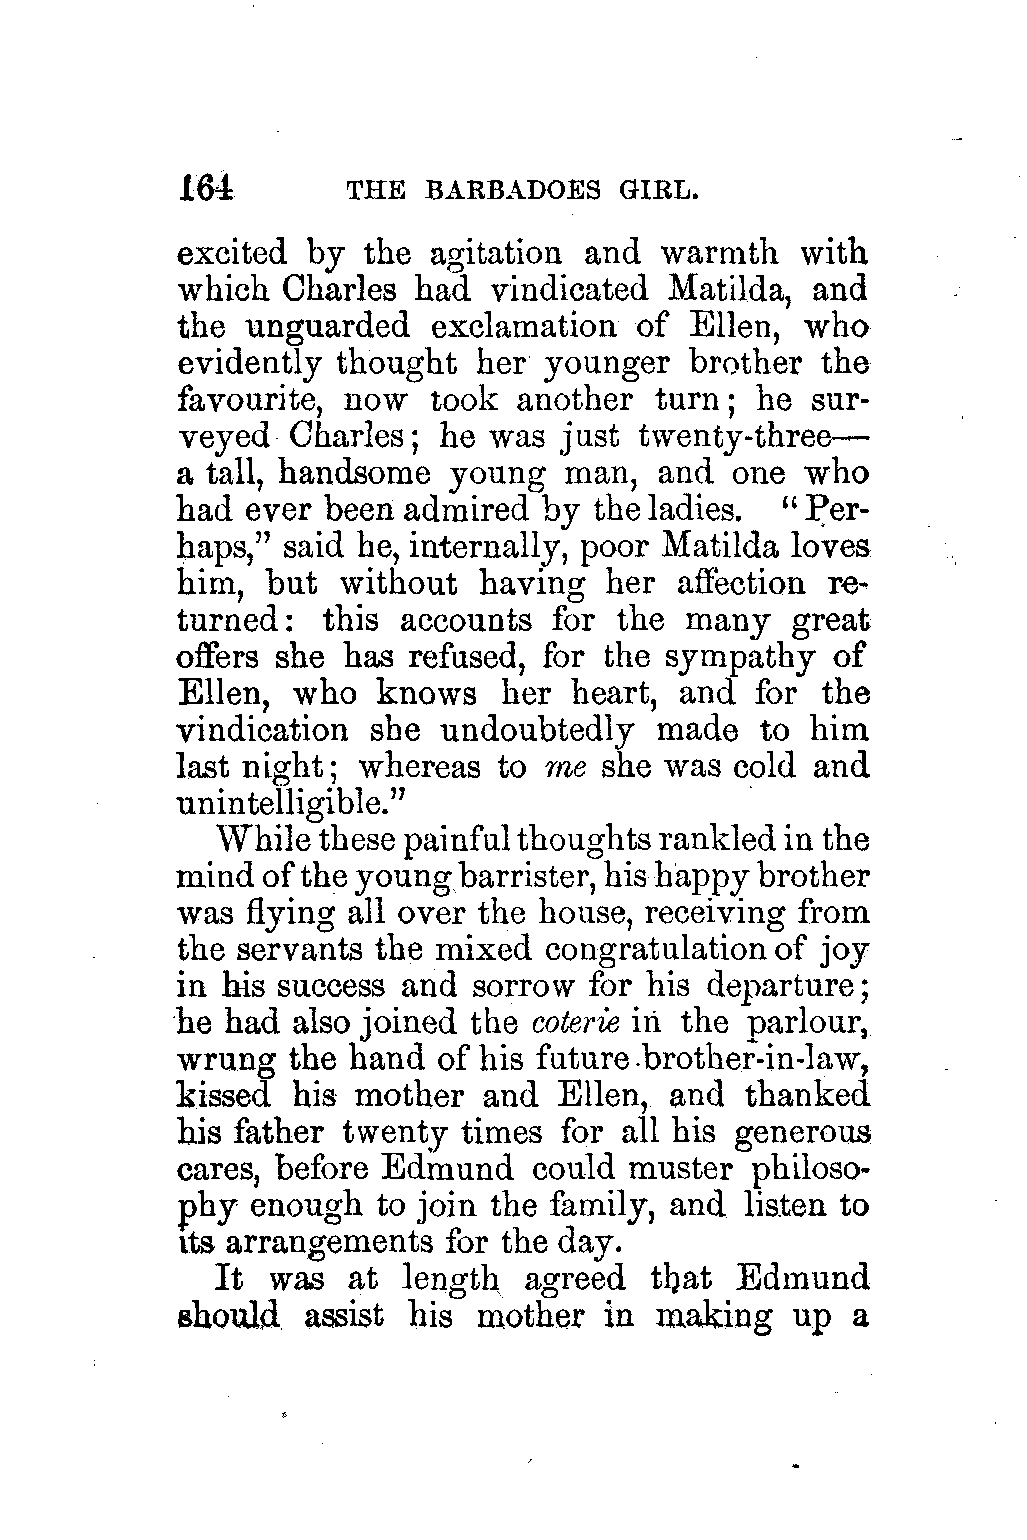 164 THE BARBADOES GIRL.
excited by the agitation and warmth with
which Charles had vindicated Matilda, and
the unguarded exclamation of Ellen, who
evidently thought her younger brother the
favourite, now took another turn; he sur-
veyed Charles; he was just twenty-three—
a tall, handsome young man, and one who
had ever been admired by the ladies. "Per-
haps," said he, internally, poor Matilda loves
him, but without having her affection re-
turned: this accounts for the many great
offers she has refused, for the sympathy of
Ellen, who knows her heart, and for the
vindication she undoubtedly made to him
last night; whereas to me she was cold and
unintelligible."
While these painful thoughts rankled in the
mind of the young barrister, his happy brother
was flying all over the house, receiving from
the servants the mixed congratulation of joy
in his success and sorrow for his departure;
he had also joined the coterie in the parlour,
wrung the hand of his future brother-in-law,
kissed his mother and Ellen, and thanked
his father twenty times for all his generous
cares, before Edmund could muster philoso-
phy enough to join the family, and listen to
its arrangements for the day.
It was at length agreed that Edmund
should assist his mother in making up a